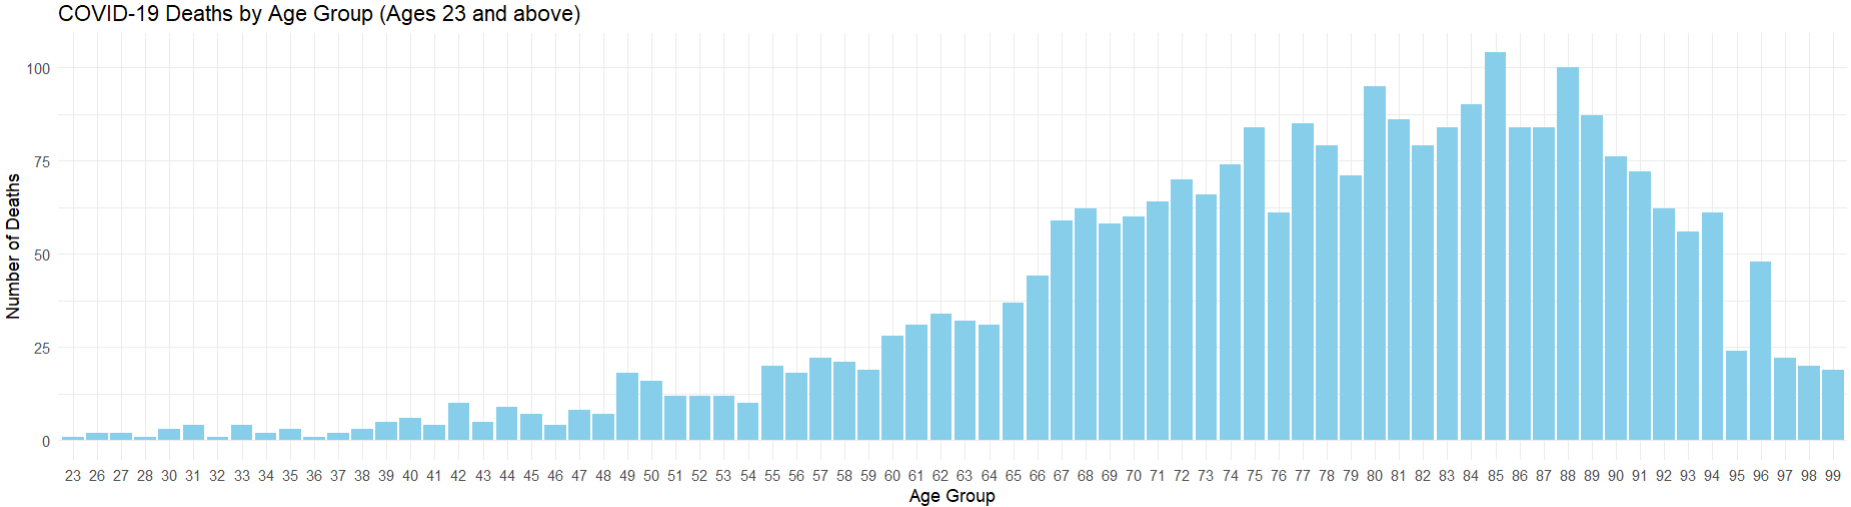 COVID-19 Deaths by Age Group (Ages 23 and above)
100
75
50
25
0
Number of Deaths
23 26 27 28 30 31 32 33 34 35 36 37 38 39 40 41 42 43 44 45 46 47 48 49 50 51 52 53 54 55 56 57 58 59 60 61 62 63 64 65 66 67 68 69 70 71 72 73 74 75 76 77 78 79 80 81 82 83 84 85 86 87 88 89 90 91 92 93 94 95 96 97 98 99
Age Group